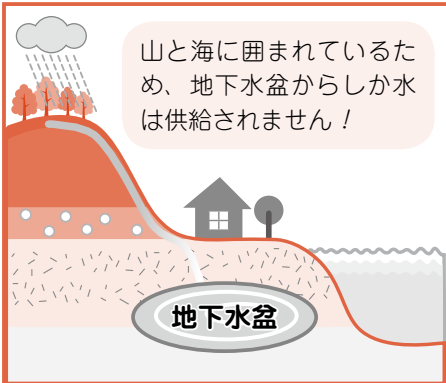 山と海に囲まれているた
め、地下水盆からしか水
は供給されません！
地下水盆